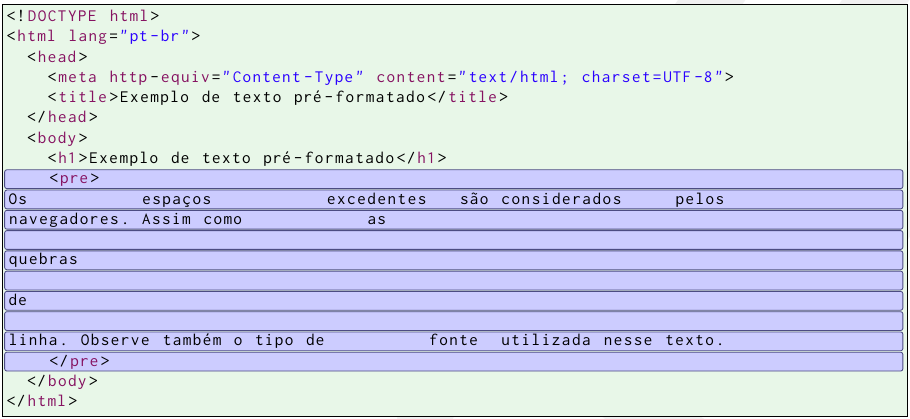 <!DOCTYPE html>
<html lang="pt-br">
  <head>
    <meta http-equiv="Content-Type" content="text/html; charset=UTF-8">
    <title>Exemplo de texto pré-formatado</title>
  </head>
  <body>
    <h1>Exemplo de texto pré-formatado</h1>
    <pre>
Os           espaços           excedentes   são considerados     pelos
navegadores. Assim como            as

quebras

de

linha. Observe também o tipo de          fonte  utilizada nesse texto.
    </pre>
  </body>
</html>